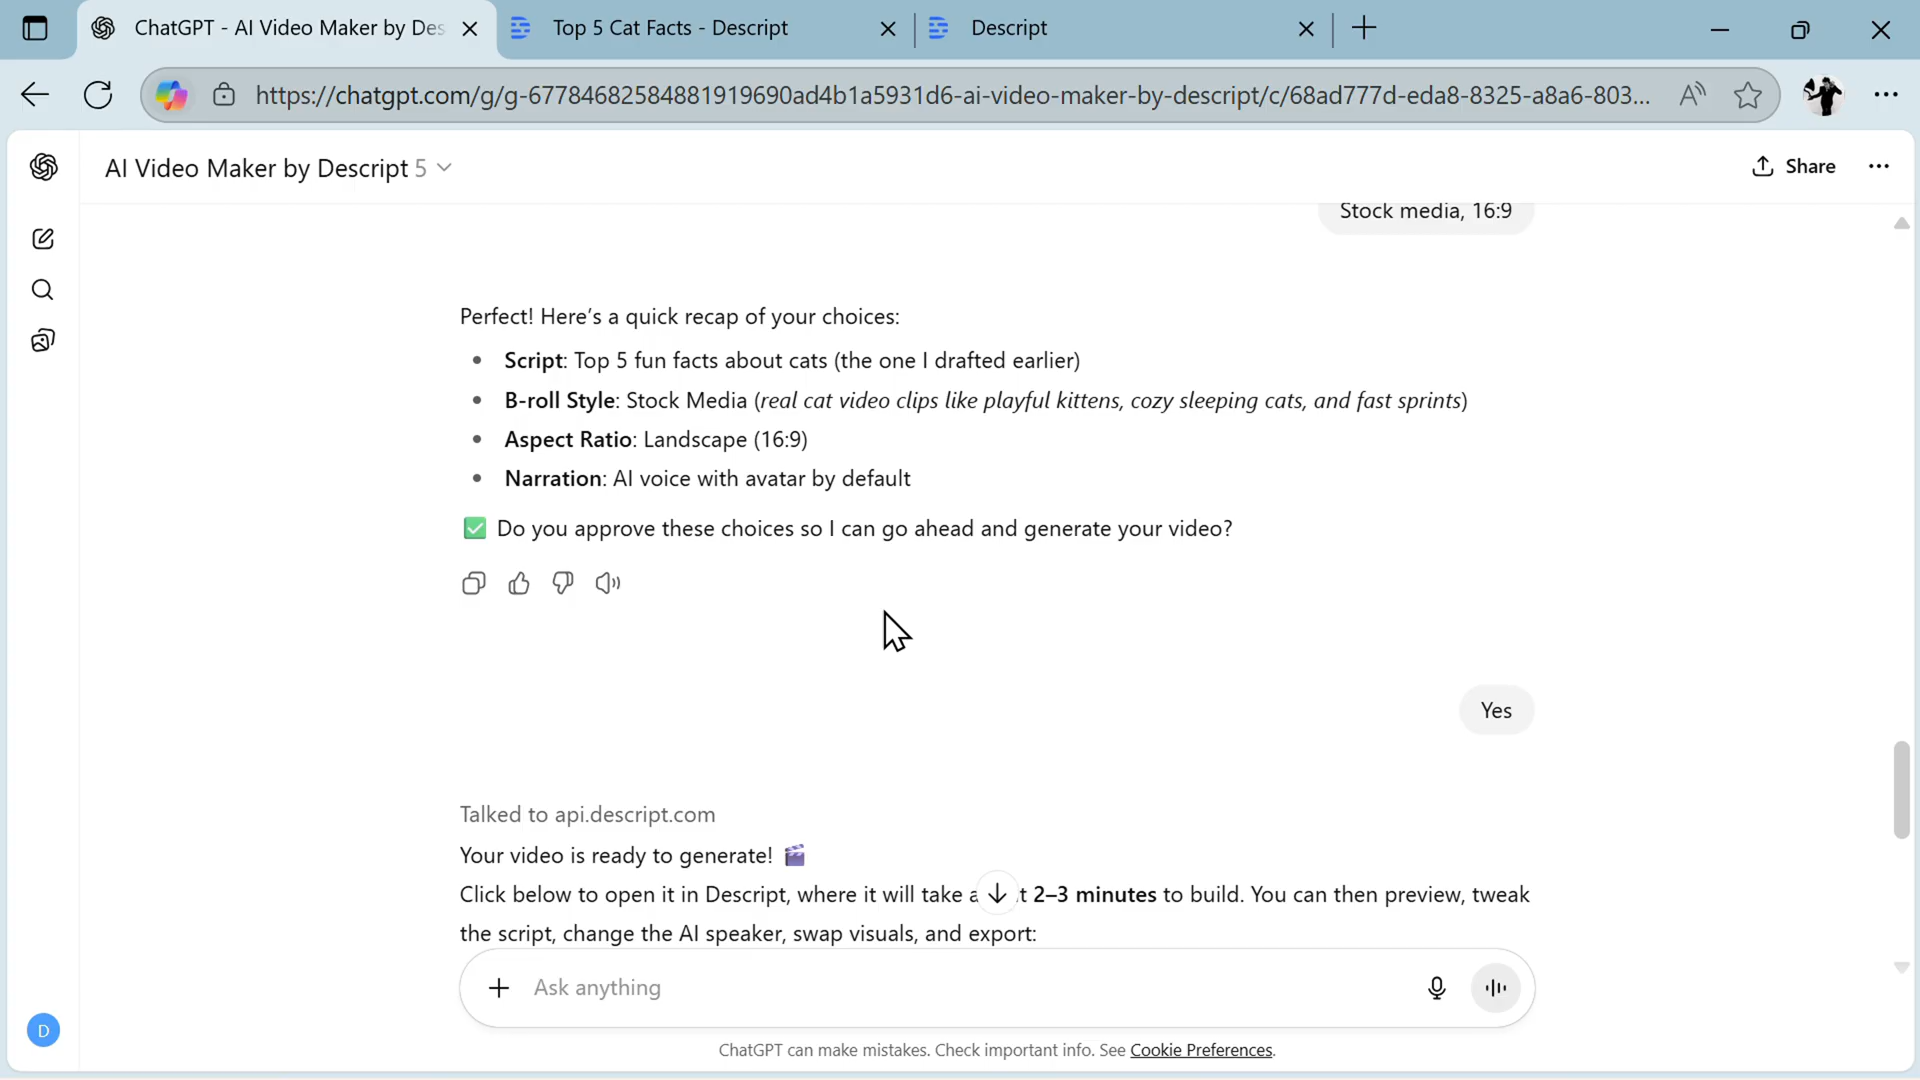 ChatGPT - AI Video Maker by Des
Top 5 Cat Facts - Descript
Descript
https://chatgpt.com/g/g-67784682584881919690ad4b1a5931d6-ai-video-maker-by-descript/c/68ad777d-eda8-8325-a8a6-803...
AI Video Maker by Descript 5
Share
Stock media, 16:9
Perfect! Here's a quick recap of your choices:
• Script: Top 5 fun facts about cats (the one I drafted earlier)
• B-roll Style: Stock Media (real cat video clips like playful kittens, cozy sleeping cats, and fast sprints)
• Aspect Ratio: Landscape (16:9)
• Narration: AI voice with avatar by default
✅ Do you approve these choices so I can go ahead and generate your video?
Yes
Talked to api.descript.com
Your video is ready to generate! 🎬
Click below to open it in Descript, where it will take a t 2–3 minutes to build. You can then preview, tweak
the script, change the AI speaker, swap visuals, and export:
Ask anything
D
ChatGPT can make mistakes. Check important info. See Cookie Preferences.